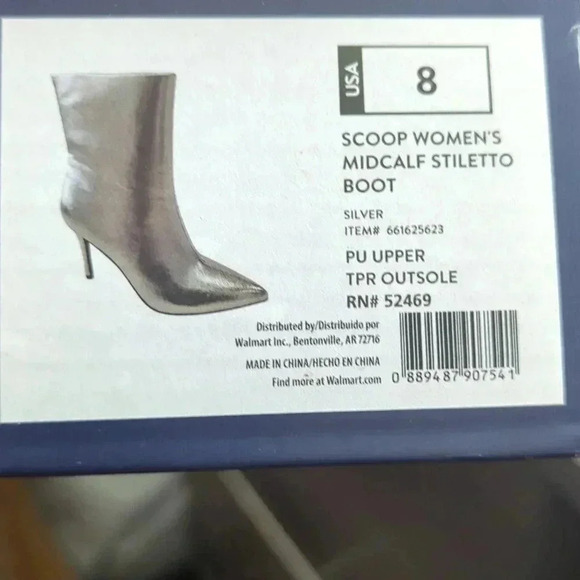 USA
8
SCOOP WOMEN'S
MIDCALF STILETTO
BOOT
SILVER
ITEM# 661625623
PU UPPER
TPR OUTSOLE
RN# 52469
Distributed by/Distribuido por
Walmart Inc., Bentonville, AR 72716
MADE IN CHINA/HECHO EN CHINA
Find more at Walmart.com
0 889487 907541